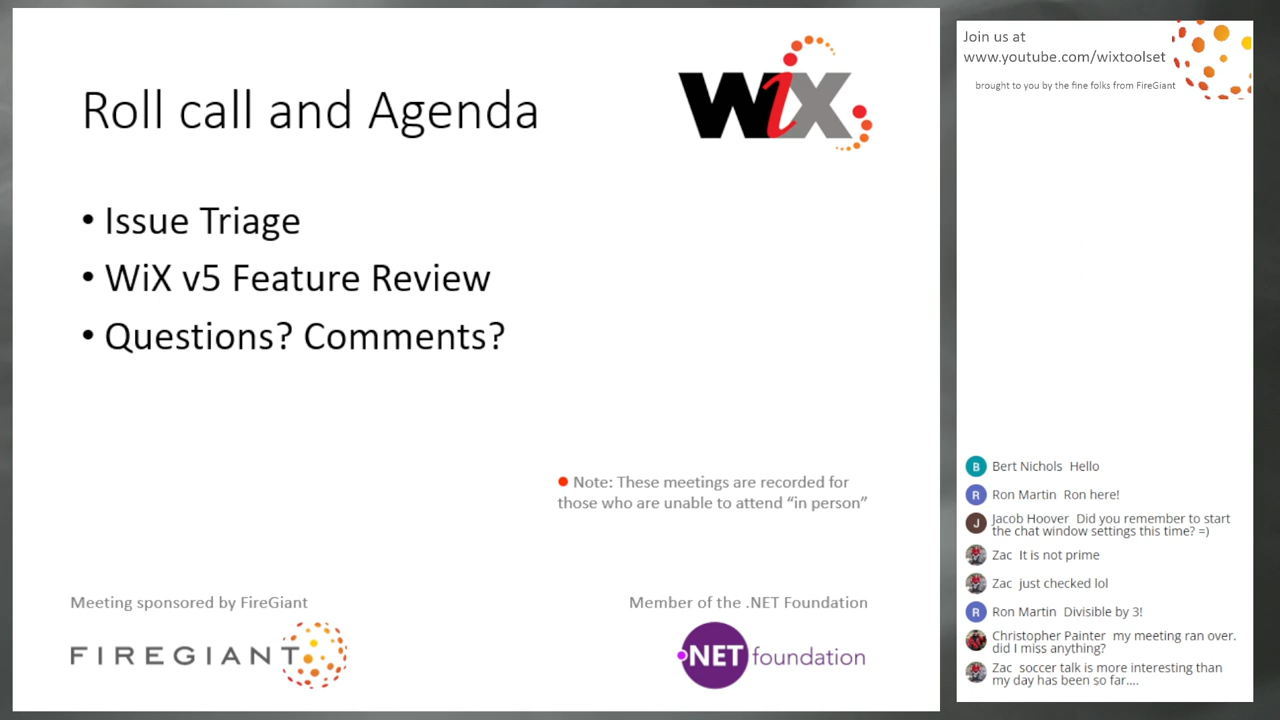 Roll call and Agenda
WiX
• Issue Triage
• WiX v5 Feature Review
• Questions? Comments?
Note: These meetings are recorded for
those who are unable to attend “in person”
Meeting sponsored by FireGiant
FIREGIANT
Member of the .NET Foundation
.NET foundation
Join us at
www.youtube.com/wixtoolset
brought to you by the fine folks from FireGiant
B Bert Nichols Hello
R Ron Martin Ron here!
J Jacob Hoover Did you remember to start
the chat window settings this time? =)
Zac It is not prime
Zac just checked lol
R Ron Martin Divisible by 3!
Christopher Painter my meeting ran over.
did I miss anything?
Zac soccer talk is more interesting than
my day has been so far....